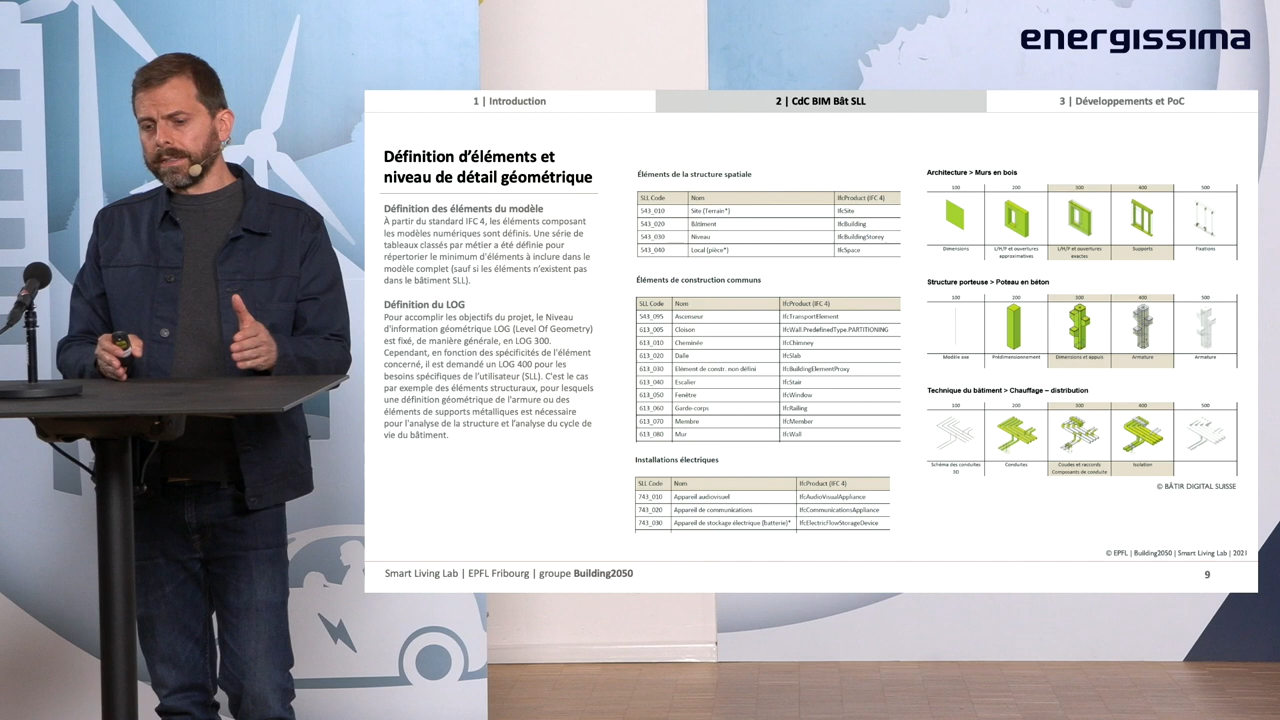 energissima
1 | Introduction
2 | CdC BIM Bât SLL
3 | Développements et PoC
Définition d'éléments et
niveau de détail géométrique
Définition des éléments du modèle
À partir du standard IFC 4, les éléments composant
les modèles numériques sont définis. Une série de
tableaux classés par métier a été définie pour
répertorier le minimum d'éléments à inclure dans le
modèle complet (sauf si les éléments n'existent pas
dans le bâtiment SLL).
Définition du LOG
Pour accomplir les objectifs du projet, le Niveau
d'information géométrique LOG (Level Of Geometry)
est fixé, de manière générale, en LOG 300.
Cependant, en fonction des spécificités de l'élément
concerné, il est demandé un LOG 400 pour les
besoins spécifiques de l'utilisateur (SLL). C'est le cas
par exemple des éléments structuraux, pour lesquels
une définition géométrique de l'armure ou des
éléments de supports métalliques est nécessaire
pour l'analyse de la structure et l'analyse du cycle de
vie du bâtiment.
Éléments de la structure spatiale
SLL Code Nom IfcProduct (IFC 4)
543_010 Site (Terrain*) IfcSite
543_020 Bâtiment IfcBuilding
543_030 Niveau IfcBuildingStorey
543_040 Local (pièce*) IfcSpace
Éléments de construction communs
SLL Code Nom IfcProduct (IFC 4)
543_095 Ascenseur IfcTransportElement
613_005 Cloison IfcWall.PredefinedType.PARTITIONING
613_010 Cheminée IfcChimney
613_020 Dalle IfcSlab
613_030 Elément de constr. non défini IfcBuildingElementProxy
613_040 Escalier IfcStair
613_050 Fenêtre IfcWindow
613_060 Garde-corps IfcRailing
613_070 Membre IfcMember
613_080 Mur IfcWall
Installations électriques
SLL Code Nom IfcProduct (IFC 4)
743_010 Appareil audiovisuel IfcAudioVisualAppliance
743_020 Appareil de communications IfcCommunicationsAppliance
743_030 Appareil de stockage électrique (batterie)* IfcElectricFlowStorageDevice
Architecture > Murs en bois
100 200 300 400 500
Dimensions L/H/P et ouvertures approximatives L/H/P et ouvertures exactes Supports Fixations
Structure porteuse > Poteau en béton
100 200 300 400 500
Modèle axe Prédimensionnement Dimensions et appuis Armature Armature
Technique du bâtiment > Chauffage – distribution
100 200 300 400 500
Schéma des conduites 3D Conduites Coudes et raccords Composants de conduite Isolation
© BÂTIR DIGITAL SUISSE
© EPFL | Building2050 | Smart Living Lab | 2021
Smart Living Lab | EPFL Fribourg | groupe Building2050
9